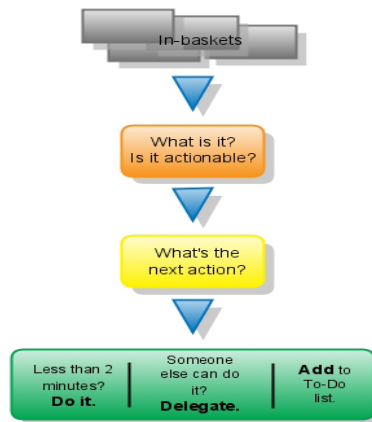 In-baskets
What is it?
Is it actionable?
What's the
next action?
Less than 2
minutes?
Do it.
Someone
else can do
it?
Delegate.
Add to
To-Do
list.